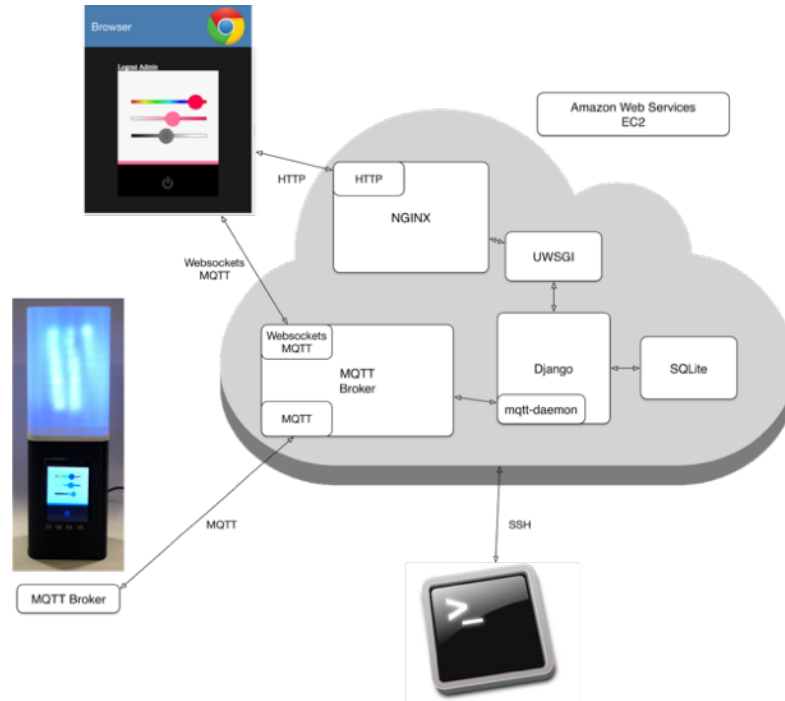 Browser
Logout Admin
Amazon Web Services
EC2
HTTP
HTTP
NGINX
UWSGI
Websockets
MQTT
Websockets
MQTT
MQTT
Broker
MQTT
Django
mqtt-daemon
SQLite
MQTT
SSH
MQTT Broker
>_